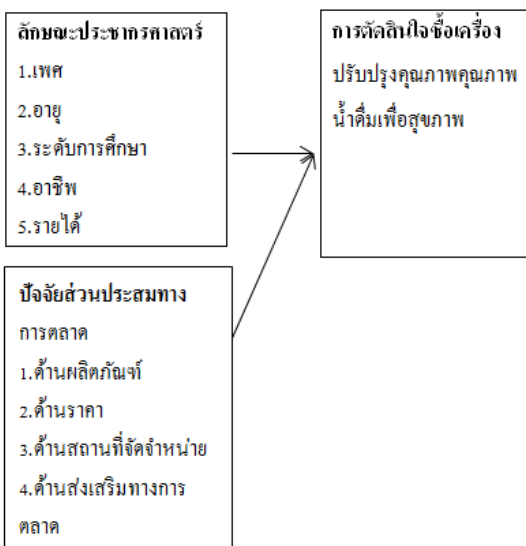 ลักษณะประชากรศาสตร์
1.เพศ
2.อายุ
3.ระดับการศึกษา
4.อาชีพ
5.รายได้
การตัดสินใจซื้อเครื่อง
ปรับปรุงคุณภาพคุณภาพ
น้ำดื่มเพื่อสุขภาพ
ปัจจัยส่วนประสมทาง
การตลาด
1.ด้านผลิตภัณฑ์
2.ด้านราคา
3.ด้านสถานที่จัดจำหน่าย
4.ด้านส่งเสริมทางการ
ตลาด